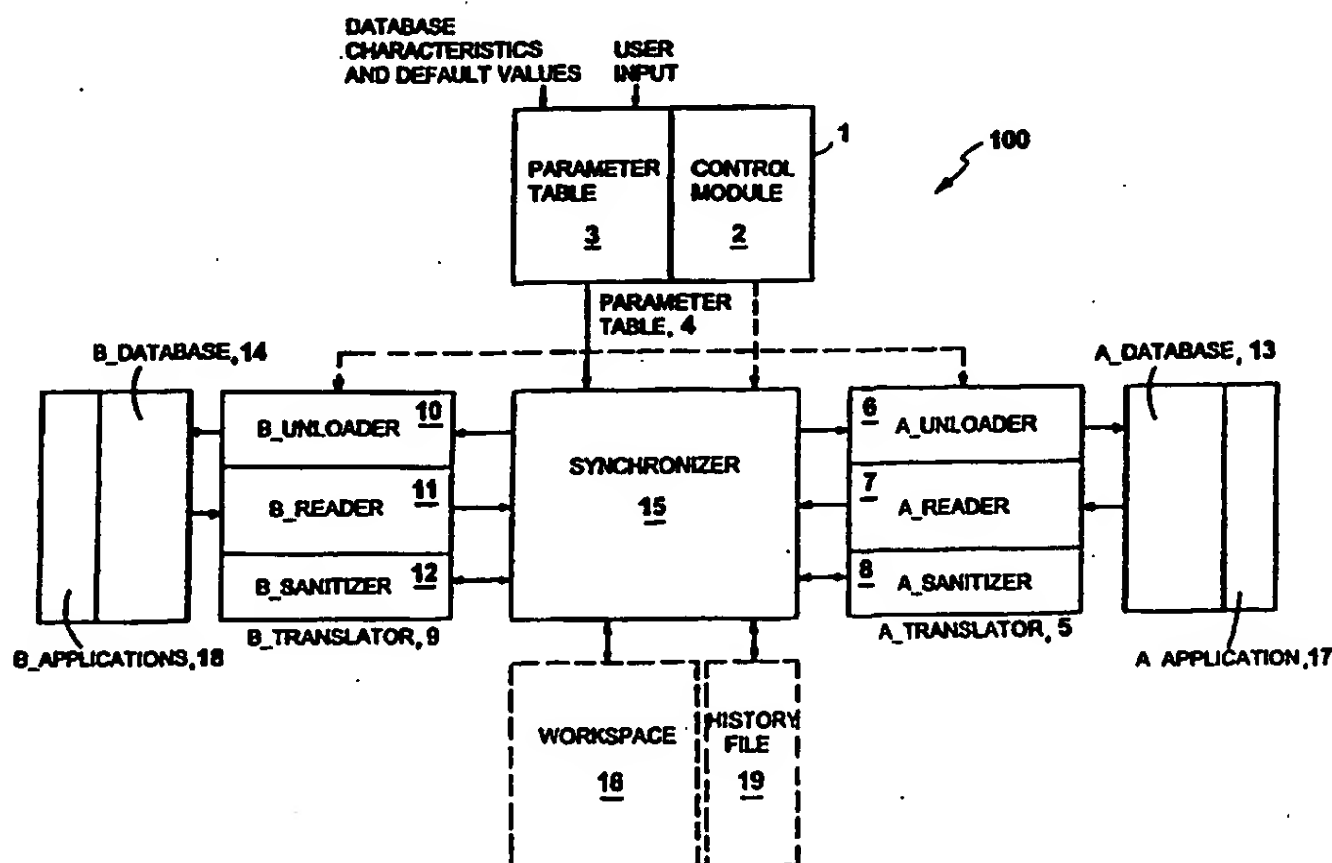 DATABASE
CHARACTERISTICS
AND DEFAULT VALUES
USER
INPUT
1
100
PARAMETER
TABLE
3
CONTROL
MODULE
2
PARAMETER
TABLE, 4
B_DATABASE, 14
A_DATABASE, 13
10
B_UNLOADER
11
B_READER
12
B_SANITIZER
B_TRANSLATOR, 9
SYNCHRONIZER
15
6
A_UNLOADER
7
A_READER
8
A_SANITIZER
A_TRANSLATOR, 5
B_APPLICATIONS, 18
A APPLICATION, 17
WORKSPACE
16
HISTORY
FILE
19